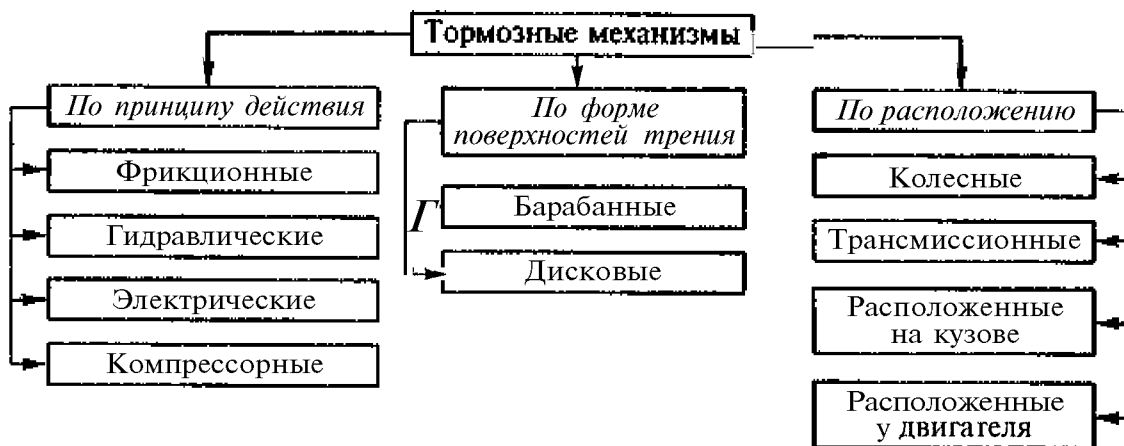 Тормозные механизмы
По принципу действия
Фрикционные
Гидравлические
Электрические
Компрессорные
По форме
поверхностей трения
Г
Барабанные
Дисковые
По расположению
Колесные
Трансмиссионные
Расположенные
на кузове
Расположенные
у двигателя